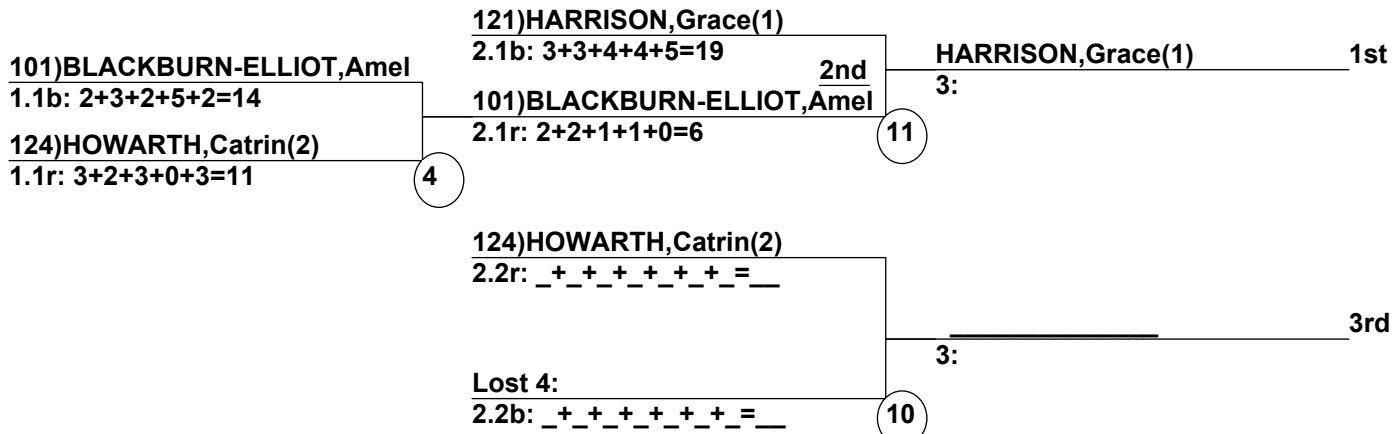 121)HARRISON,Grace(1)
2.1b: 3+3+4+4+5=19
HARRISON,Grace(1) 1st
3:
2nd
101)BLACKBURN-ELLIOT,Amel
1.1b: 2+3+2+5+2=14
101)BLACKBURN-ELLIOT,Amel
2.1r: 2+2+1+1+0=6
11
124)HOWARTH,Catrin(2)
1.1r: 3+2+3+0+3=11
4
124)HOWARTH,Catrin(2)
2.2r: _+_+_+_+_+_=__
_______________ 3rd
3:
Lost 4:
2.2b: _+_+_+_+_+_=__
10